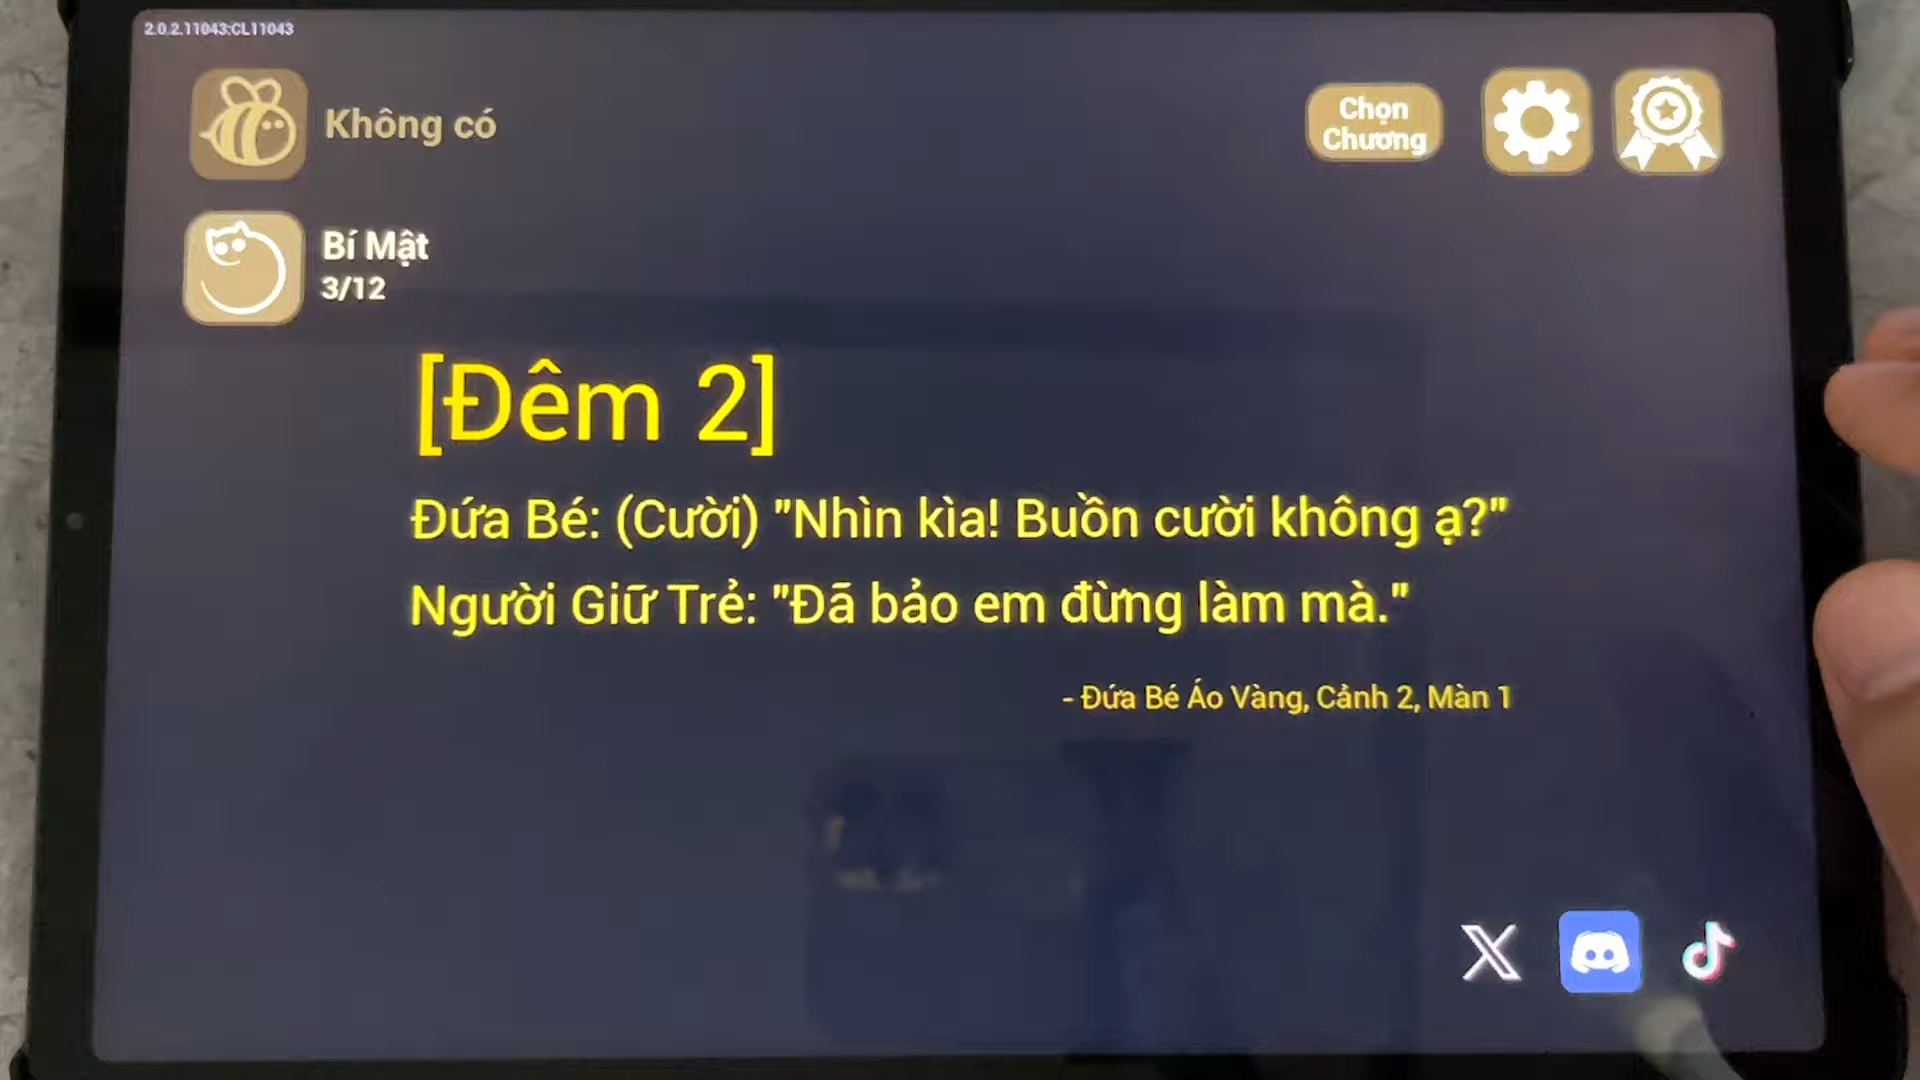 2.0.2.11043:CL11043
Không có
Chọn
Chương
Bí Mật
3/12
[Đêm 2]
Đứa Bé: (Cười) "Nhìn kìa! Buồn cười không ạ?"
Người Giữ Trẻ: "Đã bảo em đừng làm mà."
- Đứa Bé Áo Vàng, Cảnh 2, Màn 1